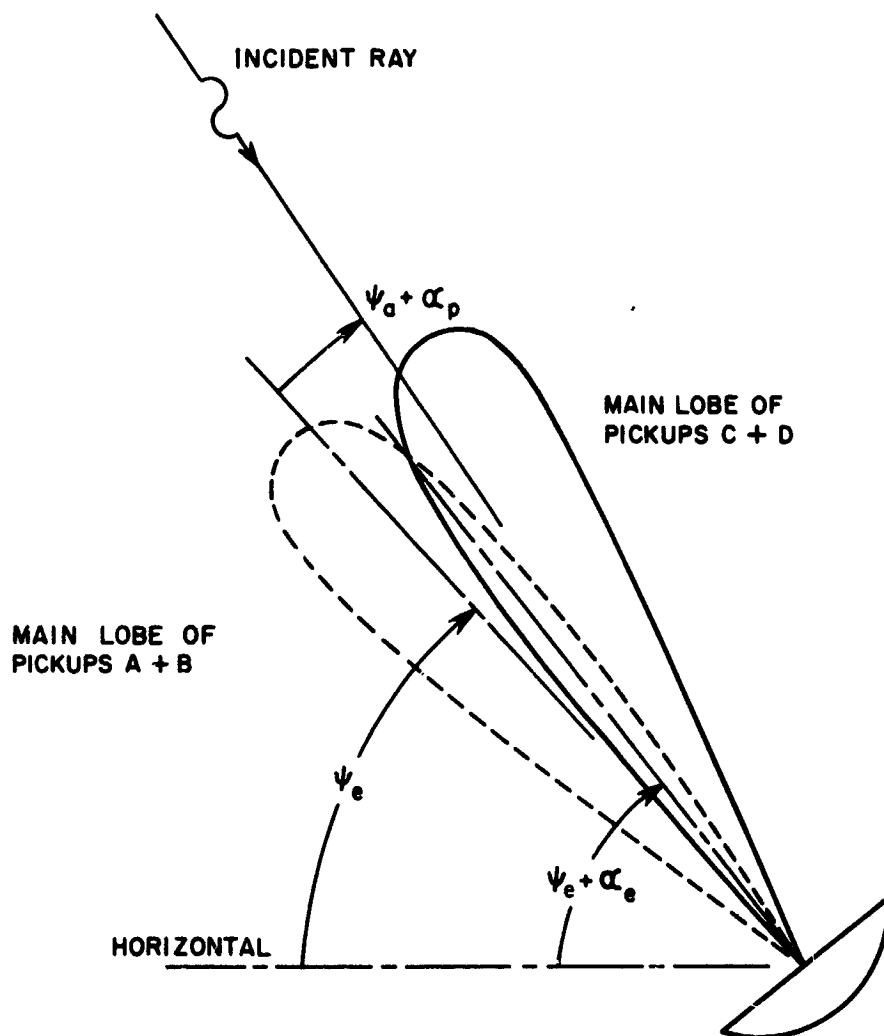 INCIDENT RAY
ψₐ + αₚ
MAIN LOBE OF
PICKUPS C + D
MAIN LOBE OF
PICKUPS A + B
ψₑ
ψₑ + αₑ
HORIZONTAL